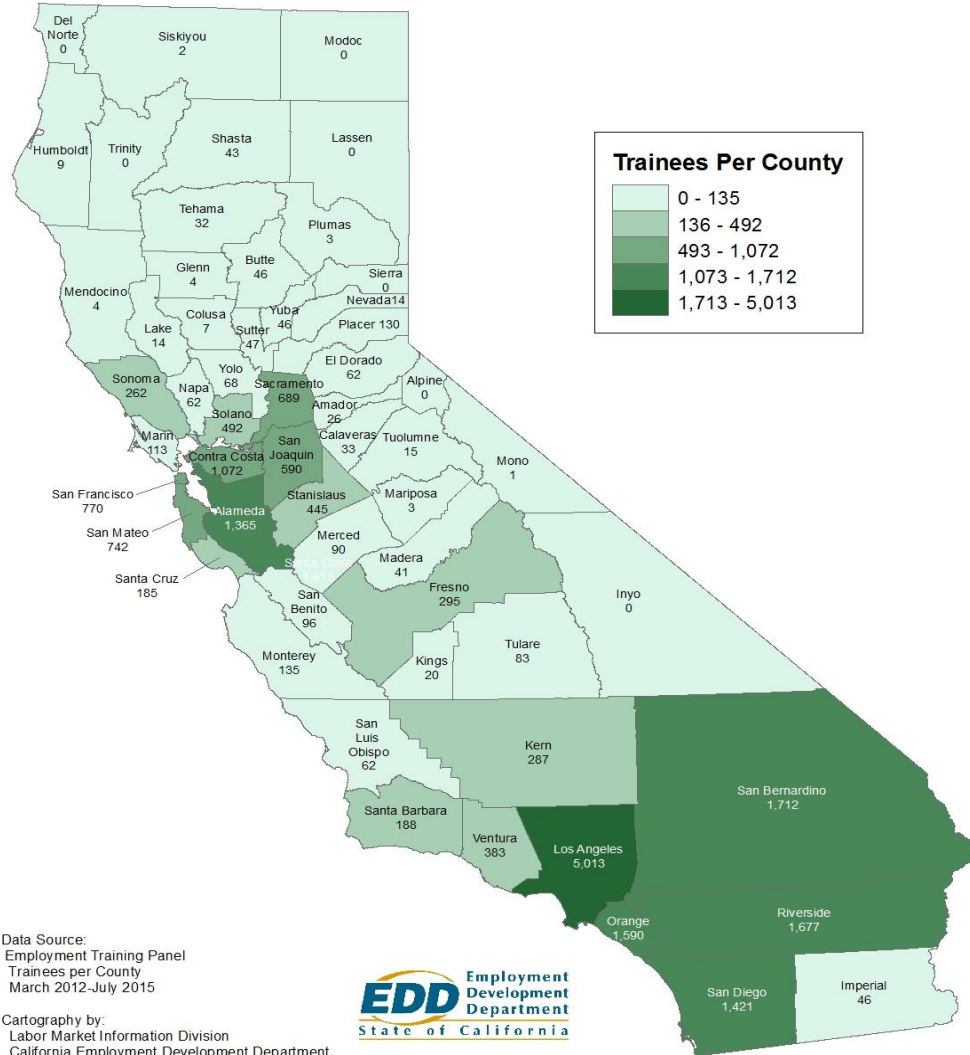 Del
Norte
0
Siskiyou
2
Modoc
0
Humboldt
9
Trinity
0
Shasta
43
Lassen
0
Trainees Per County
0 - 135
136 - 492
493 - 1,072
1,073 - 1,712
1,713 - 5,013
Tehama
32
Plumas
3
Glenn
4
Butte
46
Sierra
0
Mendocino
4
Nevada14
Lake
14
Colusa
7
Sutter
47
Yuba
46
Placer 130
Sonoma
262
Napa
62
Yolo
68
El Dorado
62
Sacramento
689
Alpine
0
Solano
492
Amador
26
Marin
113
Contra Costa
1,072
San
Joaquin
590
Calaveras
33
Tuolumne
15
Mono
1
San Francisco
770
Alameda
1,365
Stanislaus
445
Mariposa
3
San Mateo
742
Merced
90
Santa Clara
Madera
41
Santa Cruz
185
San
Benito
96
Fresno
295
Inyo
0
Monterey
135
Kings
20
Tulare
83
San
Luis
Obispo
62
Kern
287
Santa Barbara
188
Ventura
383
Los Angeles
5,013
San Bernardino
1,712
Orange
1,590
Riverside
1,677
San Diego
1,421
Imperial
46
Data Source:
Employment Training Panel
Trainees per County
March 2012-July 2015
Cartography by:
Labor Market Information Division
California Employment Development Department
EDD
Employment
Development
Department
State of California